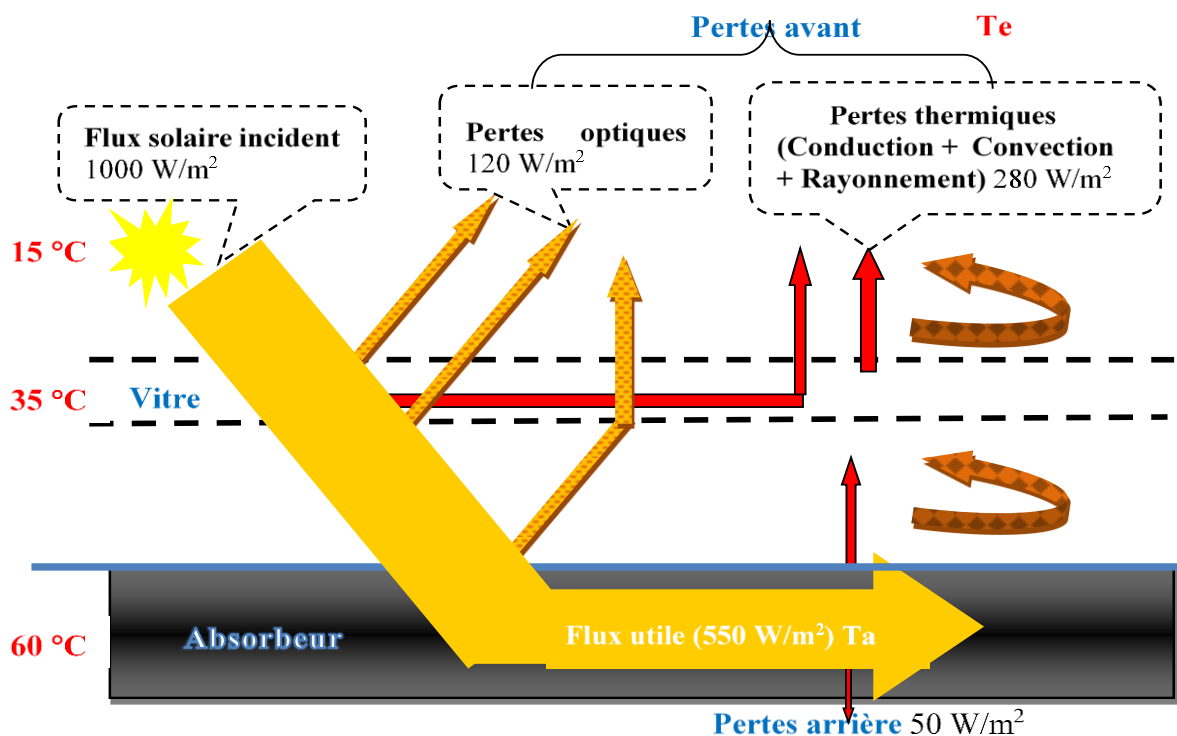 Pertes avant
Te
Flux solaire incident
1000 W/m²
Pertes optiques
120 W/m²
Pertes thermiques
(Conduction + Convection
+ Rayonnement) 280 W/m²
15 °C
35 °C
Vitre
60 °C
Absorbeur
Flux utile (550 W/m²) Ta
Pertes arrière 50 W/m²